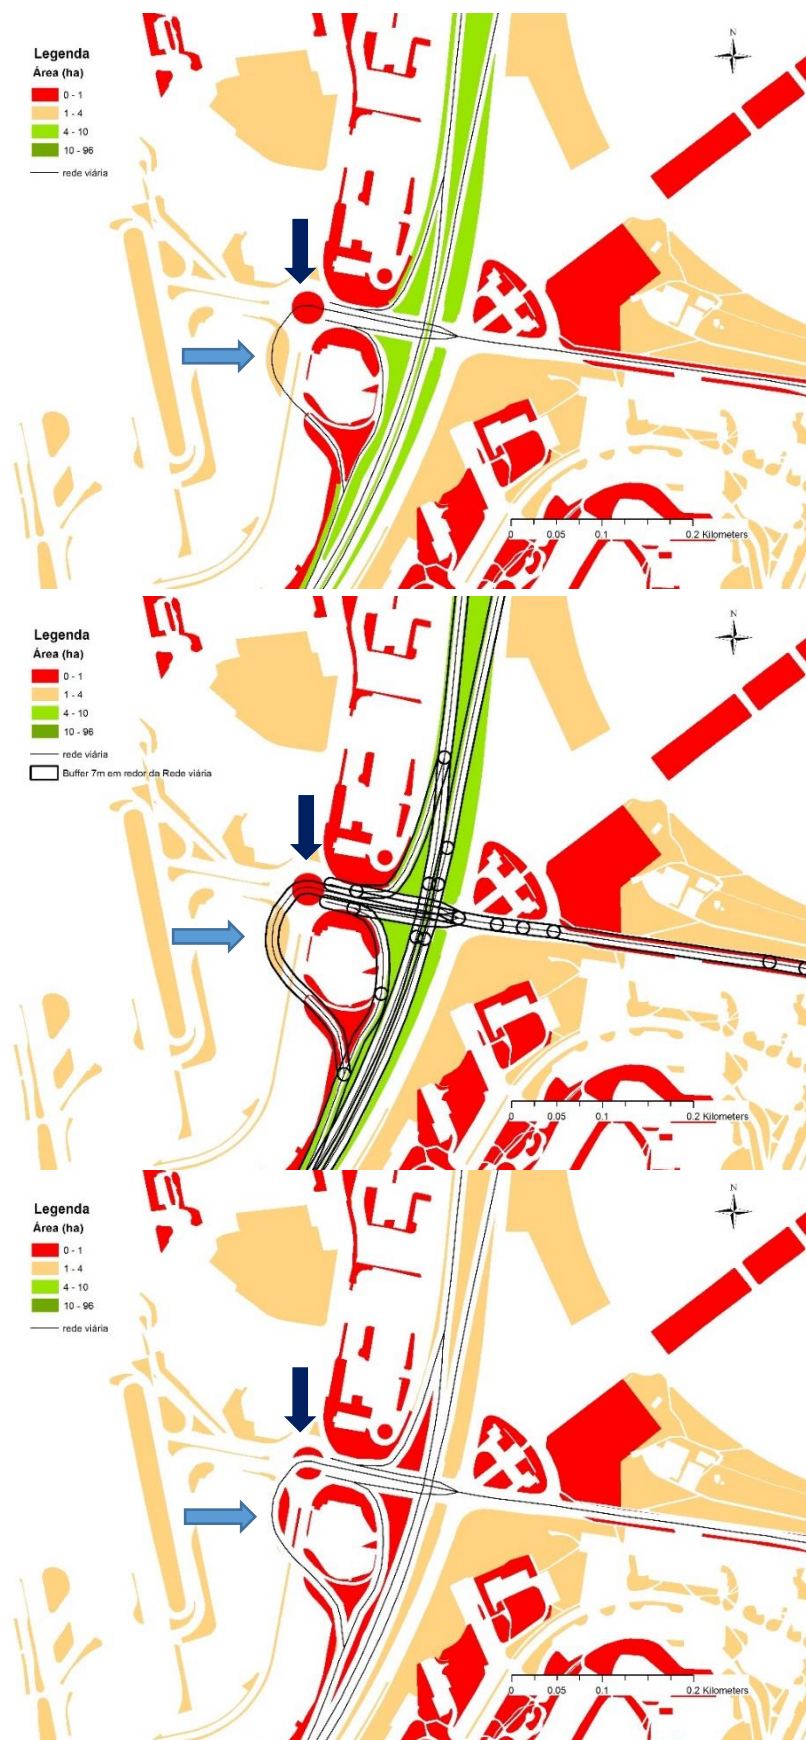 N
Legenda
Área (ha)
0 - 1
1 - 4
4 - 10
10 - 96
rede viária
0 0.05 0.1 0.2 Kilometers
N
Legenda
Área (ha)
0 - 1
1 - 4
4 - 10
10 - 96
rede viária
Buffer 7m em redor da Rede viária
0 0.05 0.1 0.2 Kilometers
N
Legenda
Área (ha)
0 - 1
1 - 4
4 - 10
10 - 96
rede viária
0 0.05 0.1 0.2 Kilometers